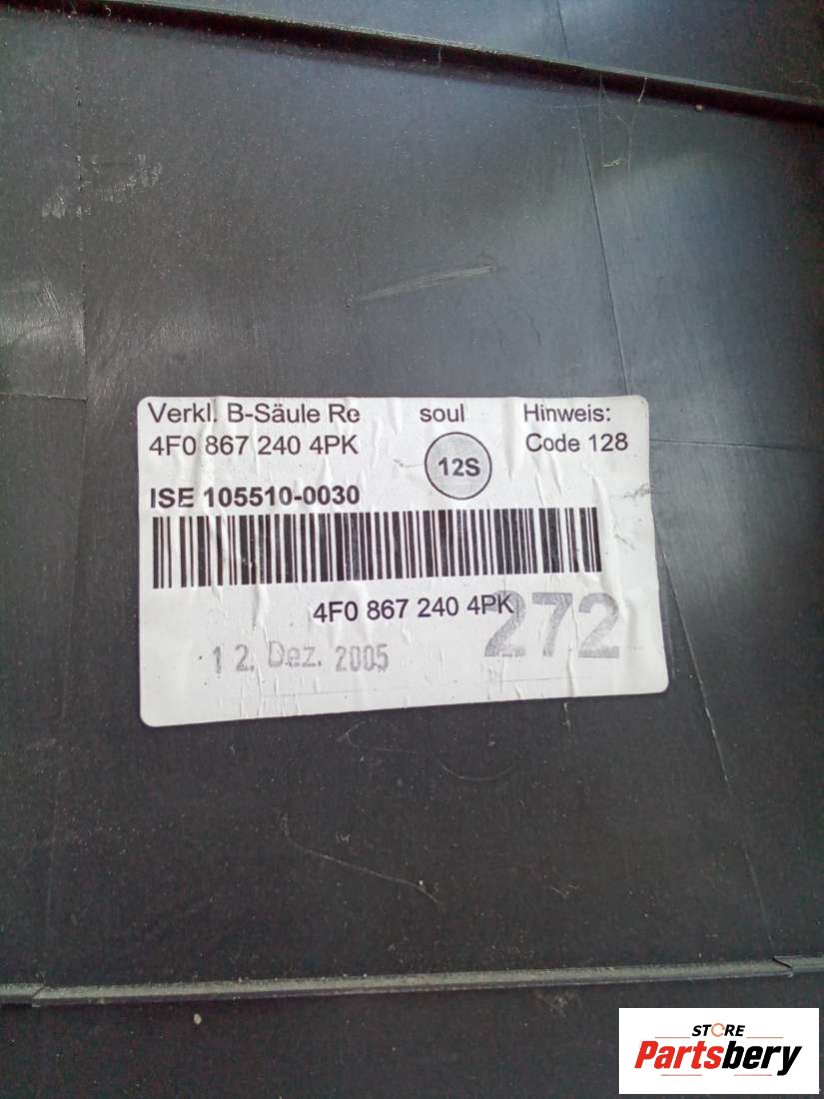 Verkl. B-Säule Re soul Hinweis:
4F0 867 240 4PK 12S Code 128
ISE 105510-0030
4F0 867 240 4PK 272
12. Dez. 2005
STORE
Partsbery